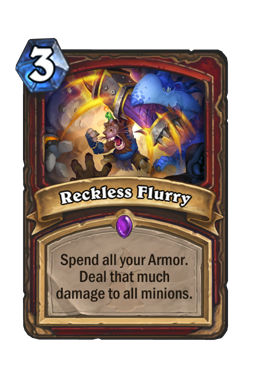 3
Reckless Flurry
Spend all your Armor.
Deal that much
damage to all minions.